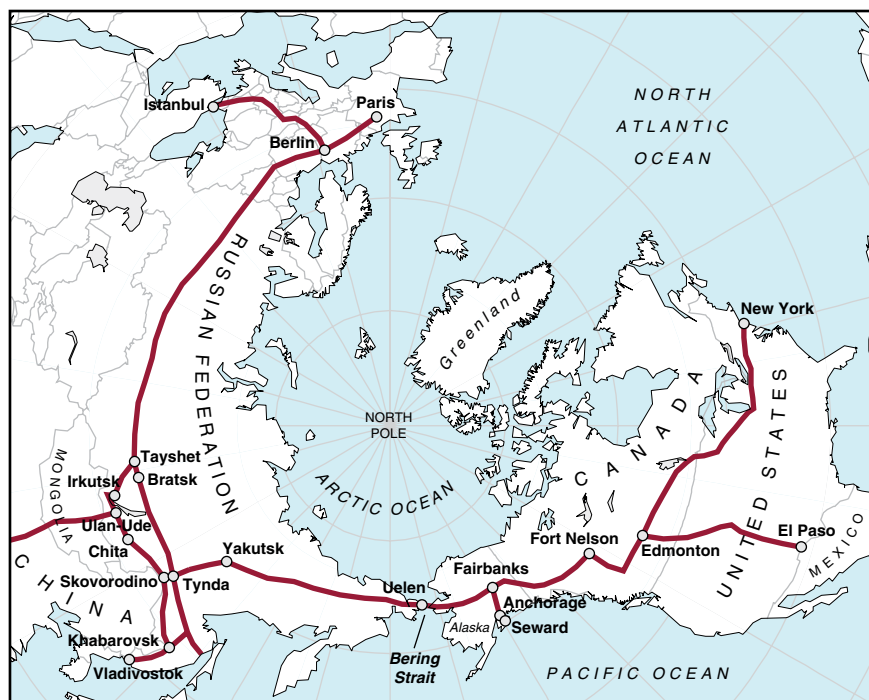 NORTH
ATLANTIC
OCEAN
Istanbul
Paris
Berlin
RUSSIAN FEDERATION
Greenland
New York
NORTH
POLE
CANADA
UNITED STATES
MONGOLIA
Tayshet
Bratsk
Irkutsk
ARCTIC OCEAN
Ulan-Ude
Chita
El Paso
MEXICO
Fort Nelson
Edmonton
Yakutsk
CHINA
Skovorodino
Tynda
Fairbanks
Uelen
Anchorage
Alaska
Seward
Khabarovsk
Vladivostok
Bering
Strait
PACIFIC OCEAN